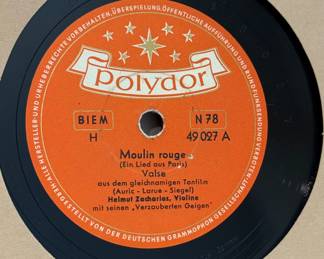 ALLE HERSTELLER- UND URHEBERRECHTE VORBEHALTEN, ÜBERSPIELUNG, ÖFFENTLICHE AUFFÜHRUNG UND RUNDFUNKSENDUNG VERBOTEN
Polydor
BIEM N 78
H 49 027 A
Moulin rouge
(Ein Lied aus Paris)
Valse
aus dem gleichnamigen Tonfilm
(Auric - Larue - Siegel)
Helmut Zacharias, Violine
mit seinen „Verzauberten Geigen"
HERGESTELLT VON DER DEUTSCHEN GRAMMOPHON GESELLSCHAFT